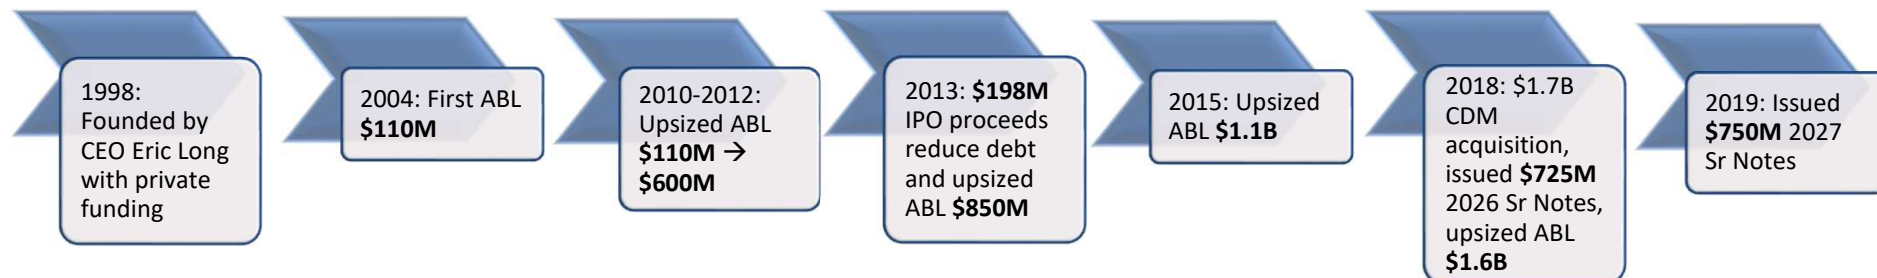 1998:
Founded by
CEO Eric Long
with private
funding
2004: First ABL
$110M
2010-2012:
Upsized ABL
$110M →
$600M
2013: $198M
IPO proceeds
reduce debt
and upsized
ABL $850M
2015: Upsized
ABL $1.1B
2018: $1.7B
CDM
acquisition,
issued $725M
2026 Sr Notes,
upsized ABL
$1.6B
2019: Issued
$750M 2027
Sr Notes